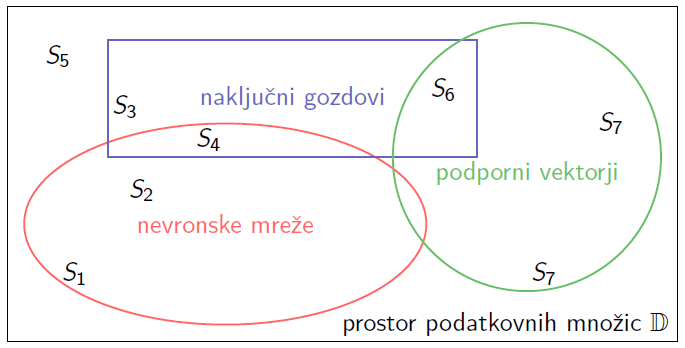 S₅
naključni gozdovi
S₆
S₃
S₇
S₄
podporni vektorji
S₂
nevronske mreže
S₁
S₇
prostor podatkovnih množic 𝔻